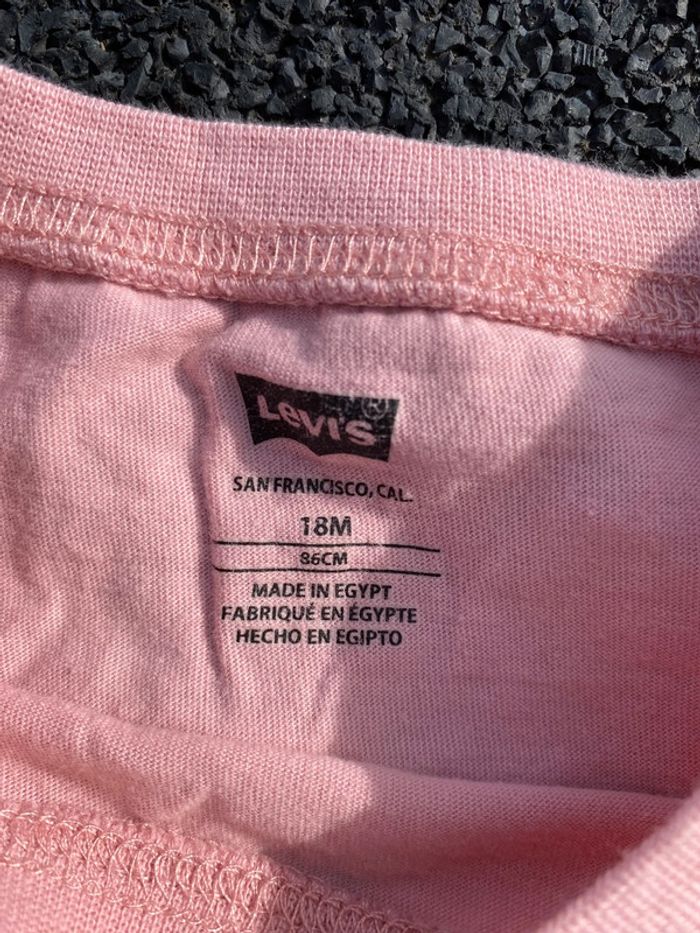 Levi's®
SAN FRANCISCO, CAL.
18M
86CM
MADE IN EGYPT
FABRIQUÉ EN ÉGYPTE
HECHO EN EGIPTO